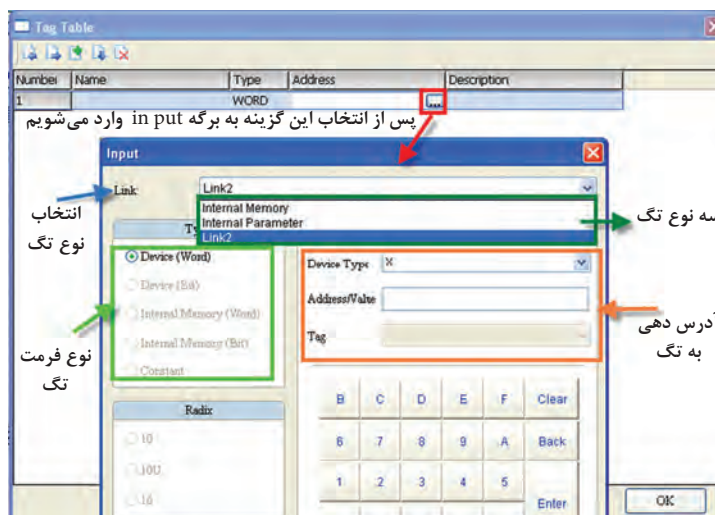 Tag Table
Number Name Type Address Description
1 WORD ...
پس از انتخاب این گزینه به برگه in put وارد می‌شویم
Input
Link Link2
Internal Memory
Internal Parameter
Link2
انتخاب
نوع تگ
سه نوع تگ
Device (Word)
Device (Bit)
Internal Memory (Word)
Internal Memory (Bit)
Constant
نوع فرمت
تگ
Device Type X
Address/Value
Tag
آدرس دهی
به تگ
Radix
10
10U
16
B C D E F Clear
6 7 8 9 A Back
1 2 3 4 5
Enter
OK